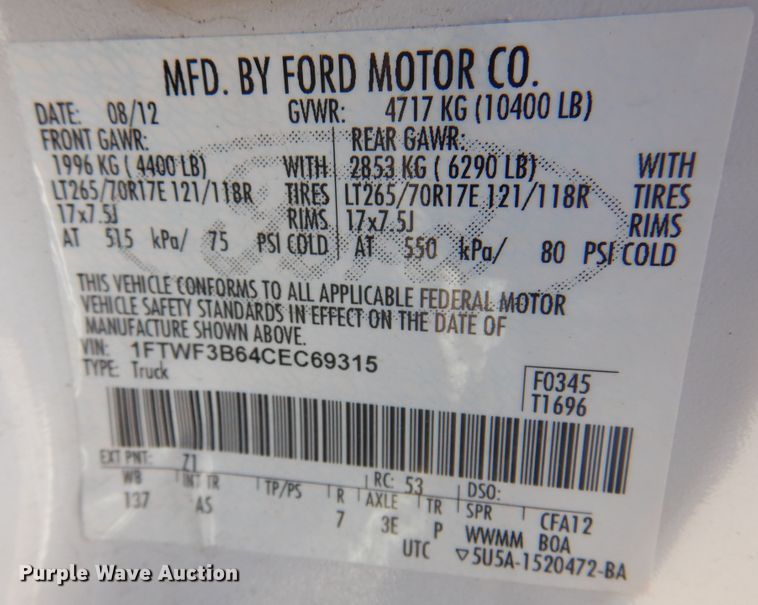 MFD. BY FORD MOTOR CO.
DATE: 08/12 GVWR: 4717 KG (10400 LB)
FRONT GAWR: REAR GAWR:
1996 KG ( 4400 LB) WITH 2853 KG ( 6290 LB) WITH
LT265/70R17E 121/118R TIRES LT265/70R17E 121/118R TIRES
17x7.5J RIMS 17x7.5J RIMS
AT 515 kPa/ 75 PSI COLD AT 550 kPa/ 80 PSI COLD
THIS VEHICLE CONFORMS TO ALL APPLICABLE FEDERAL MOTOR
VEHICLE SAFETY STANDARDS IN EFFECT ON THE DATE OF
MANUFACTURE SHOWN ABOVE.
VIN: 1FTWF3B64CEC69315
TYPE: Truck
F0345
T1696
EXT PNT: Z1 RC: 53 DSO:
WB INT TR TP/PS R AXLE TR SPR CFA12
137 AS 7 3E P WWMM BOA
UTC ▽5U5A-1520472-BA
Purple Wave Auction